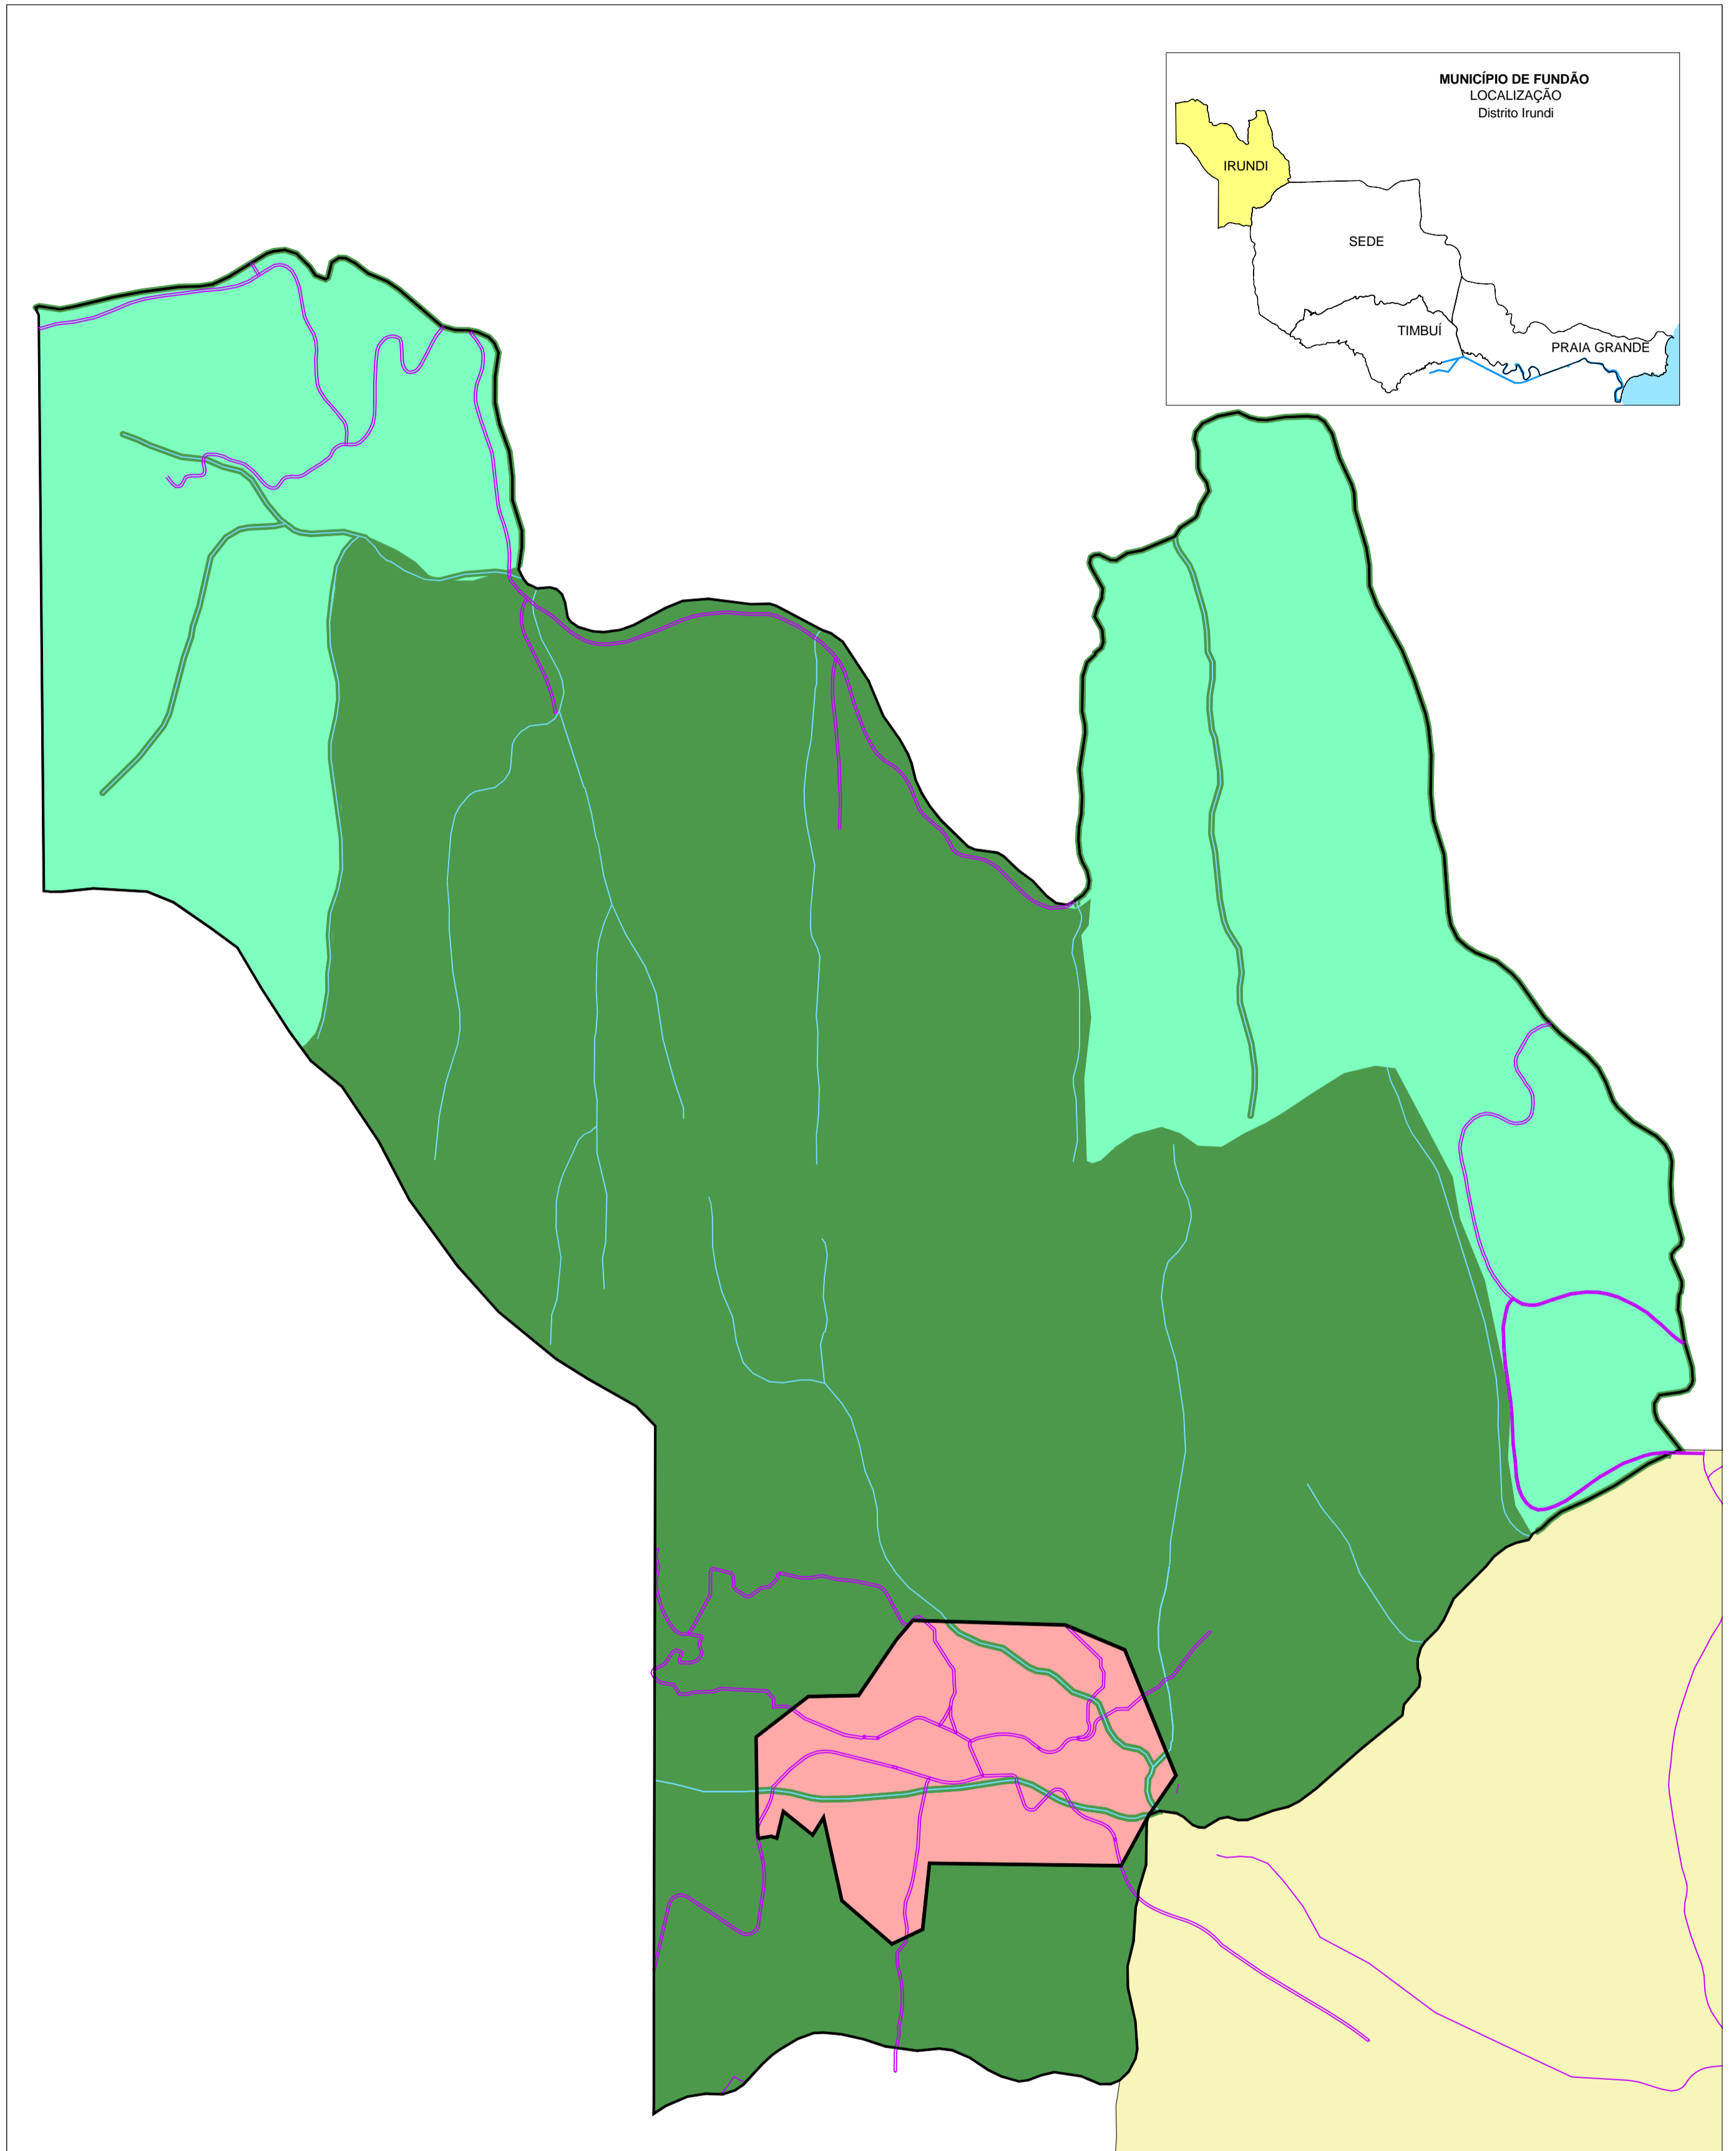 MUNICÍPIO DE FUNDÃO
LOCALIZAÇÃO
Distrito Irundi
IRUNDI
SEDE
TIMBUÍ
PRAIA GRANDE